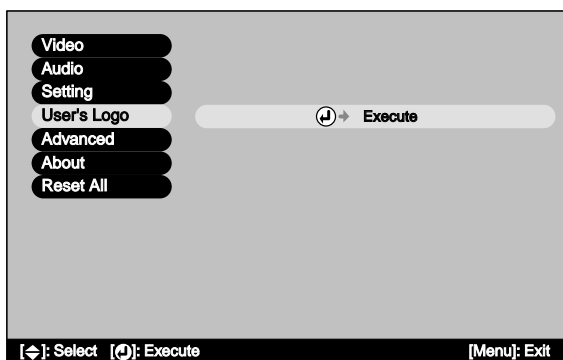 Video
Audio
Setting
User's Logo
Execute
Advanced
About
Reset All
[]: Select []: Execute [Menu]: Exit